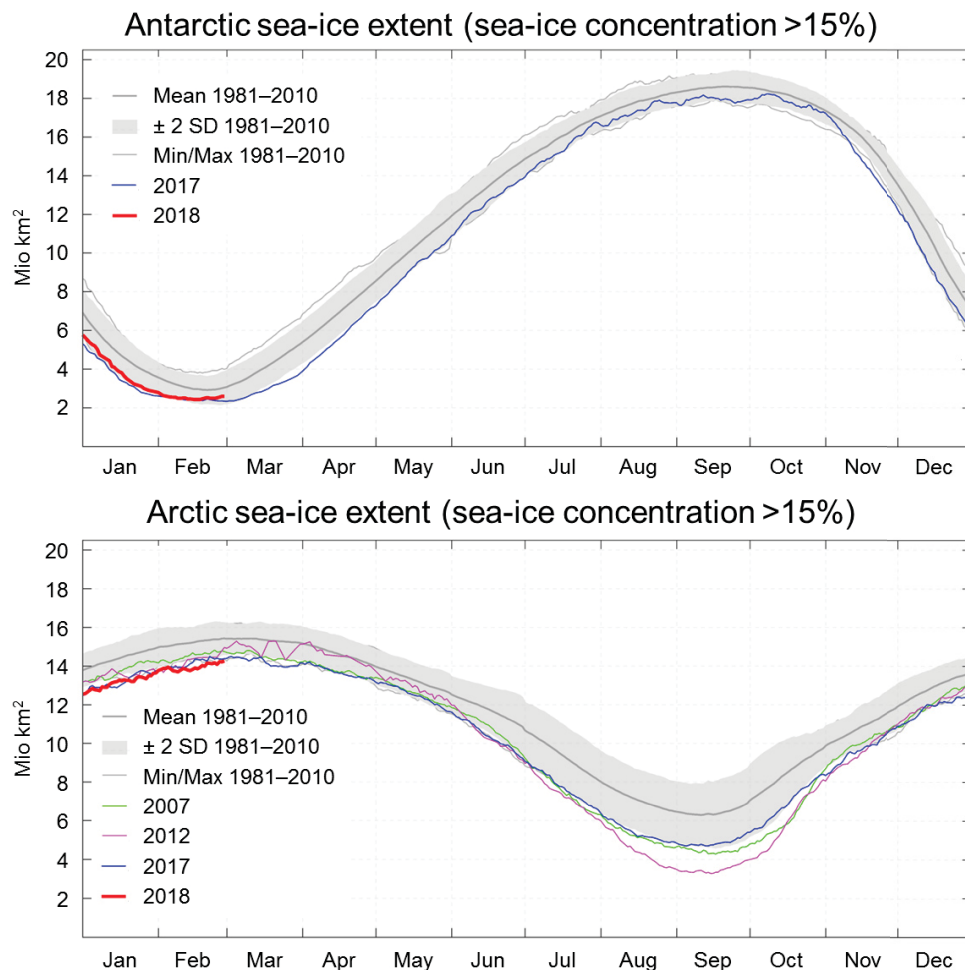 Antarctic sea-ice extent (sea-ice concentration >15%)
20
18
16
14
12
10
8
6
4
2
Mio km²
Mean 1981–2010
± 2 SD 1981–2010
Min/Max 1981–2010
2017
2018
Jan Feb Mar Apr May Jun Jul Aug Sep Oct Nov Dec
Arctic sea-ice extent (sea-ice concentration >15%)
20
18
16
14
12
10
8
6
4
2
Mio km²
Mean 1981–2010
± 2 SD 1981–2010
Min/Max 1981–2010
2007
2012
2017
2018
Jan Feb Mar Apr May Jun Jul Aug Sep Oct Nov Dec